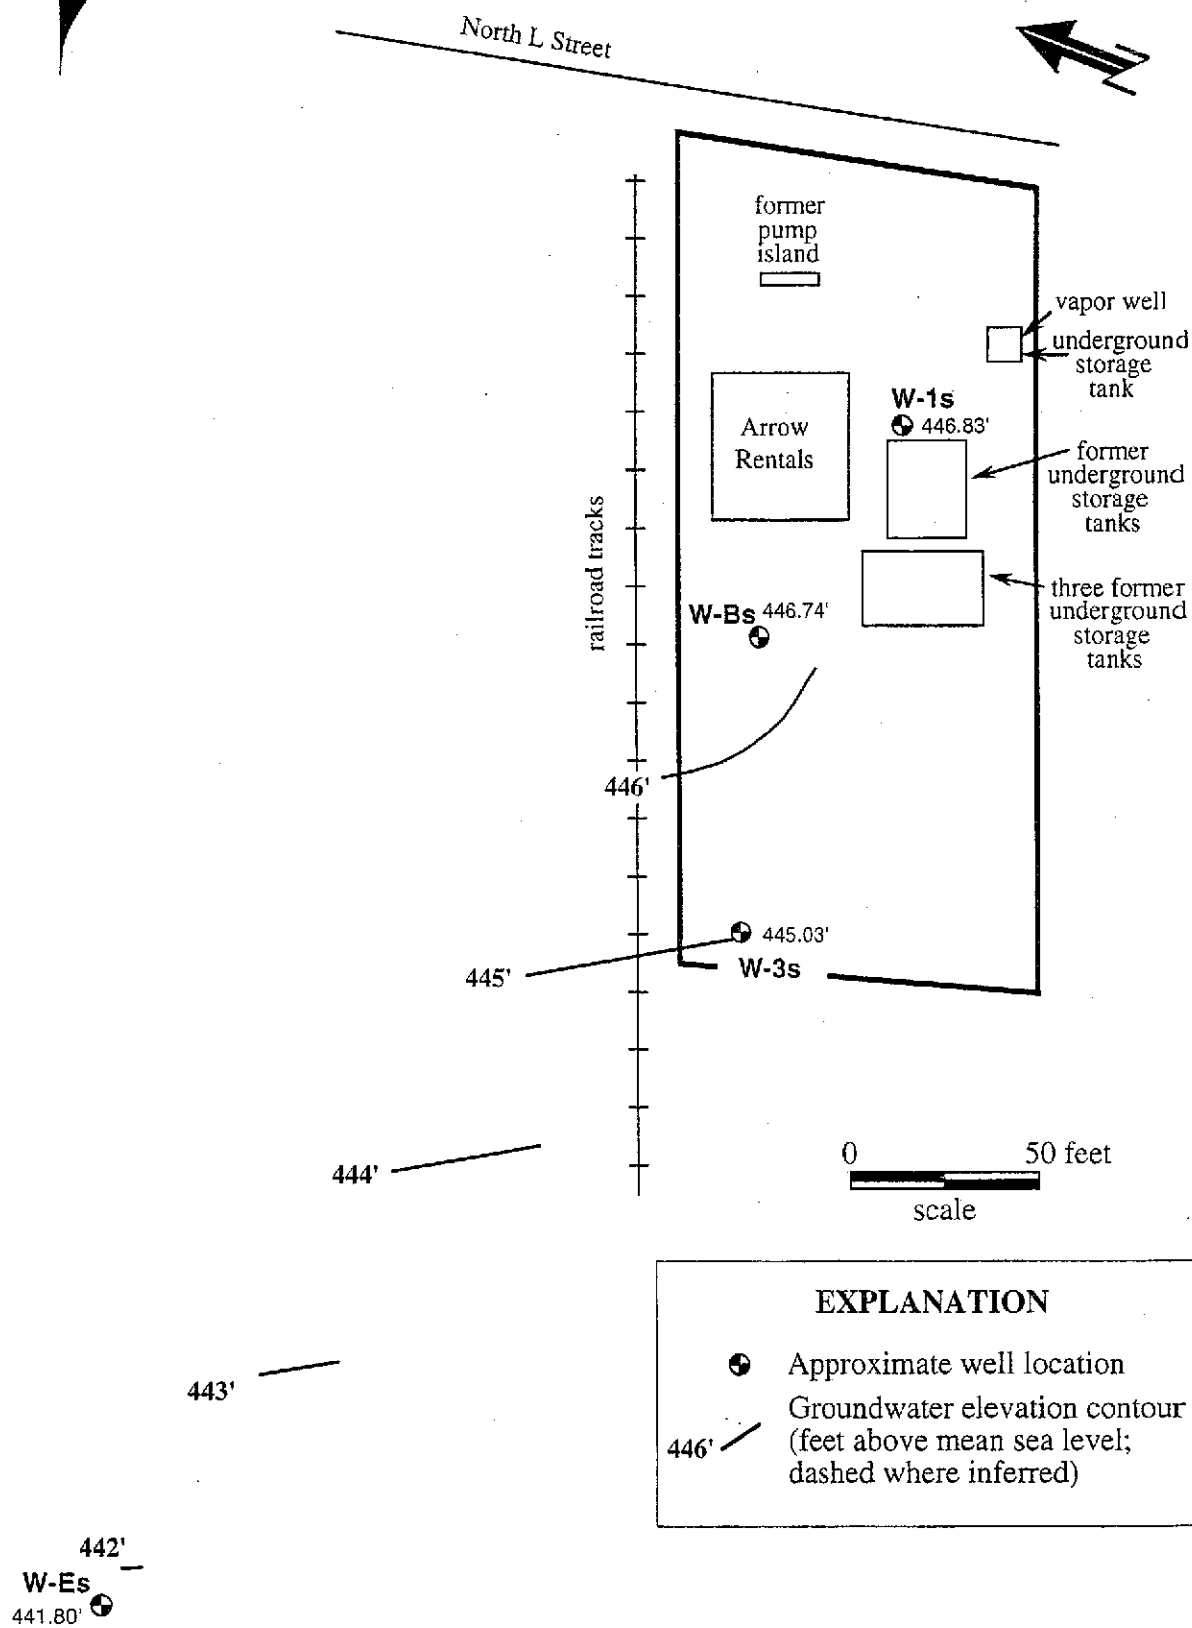 North L Street
former
pump
island
vapor well
underground
storage
tank
W-1s
446.83'
Arrow
Rentals
former
underground
storage
tanks
railroad tracks
three former
underground
storage
tanks
W-Bs 446.74'
446'
445.03'
445'
W-3s
444'
0 50 feet
scale
EXPLANATION
Approximate well location
Groundwater elevation contour
446' (feet above mean sea level;
dashed where inferred)
443'
442'
W-Es
441.80'